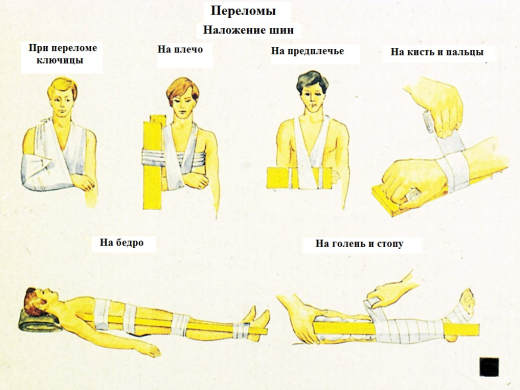 Переломы
Наложение шин
При переломе
ключицы
На плечо
На предплечье
На кисть и пальцы
На бедро
На голень и стопу